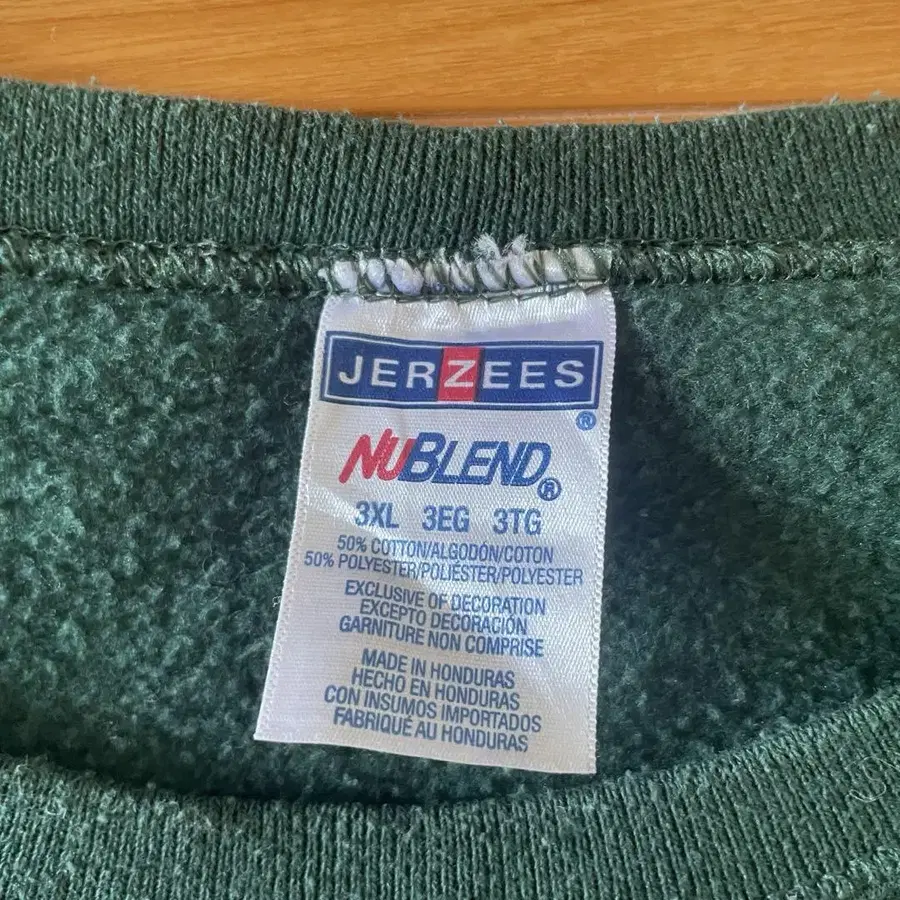 JERZEES
®
NUBLEND®
3XL 3EG 3TG
50% COTTON/ALGODÓN/COTON
50% POLYESTER/POLIÉSTER/POLYESTER
EXCLUSIVE OF DECORATION
EXCEPTO DECORACIÓN
GARNITURE NON COMPRISE
MADE IN HONDURAS
HECHO EN HONDURAS
CON INSUMOS IMPORTADOS
FABRIQUÉ AU HONDURAS